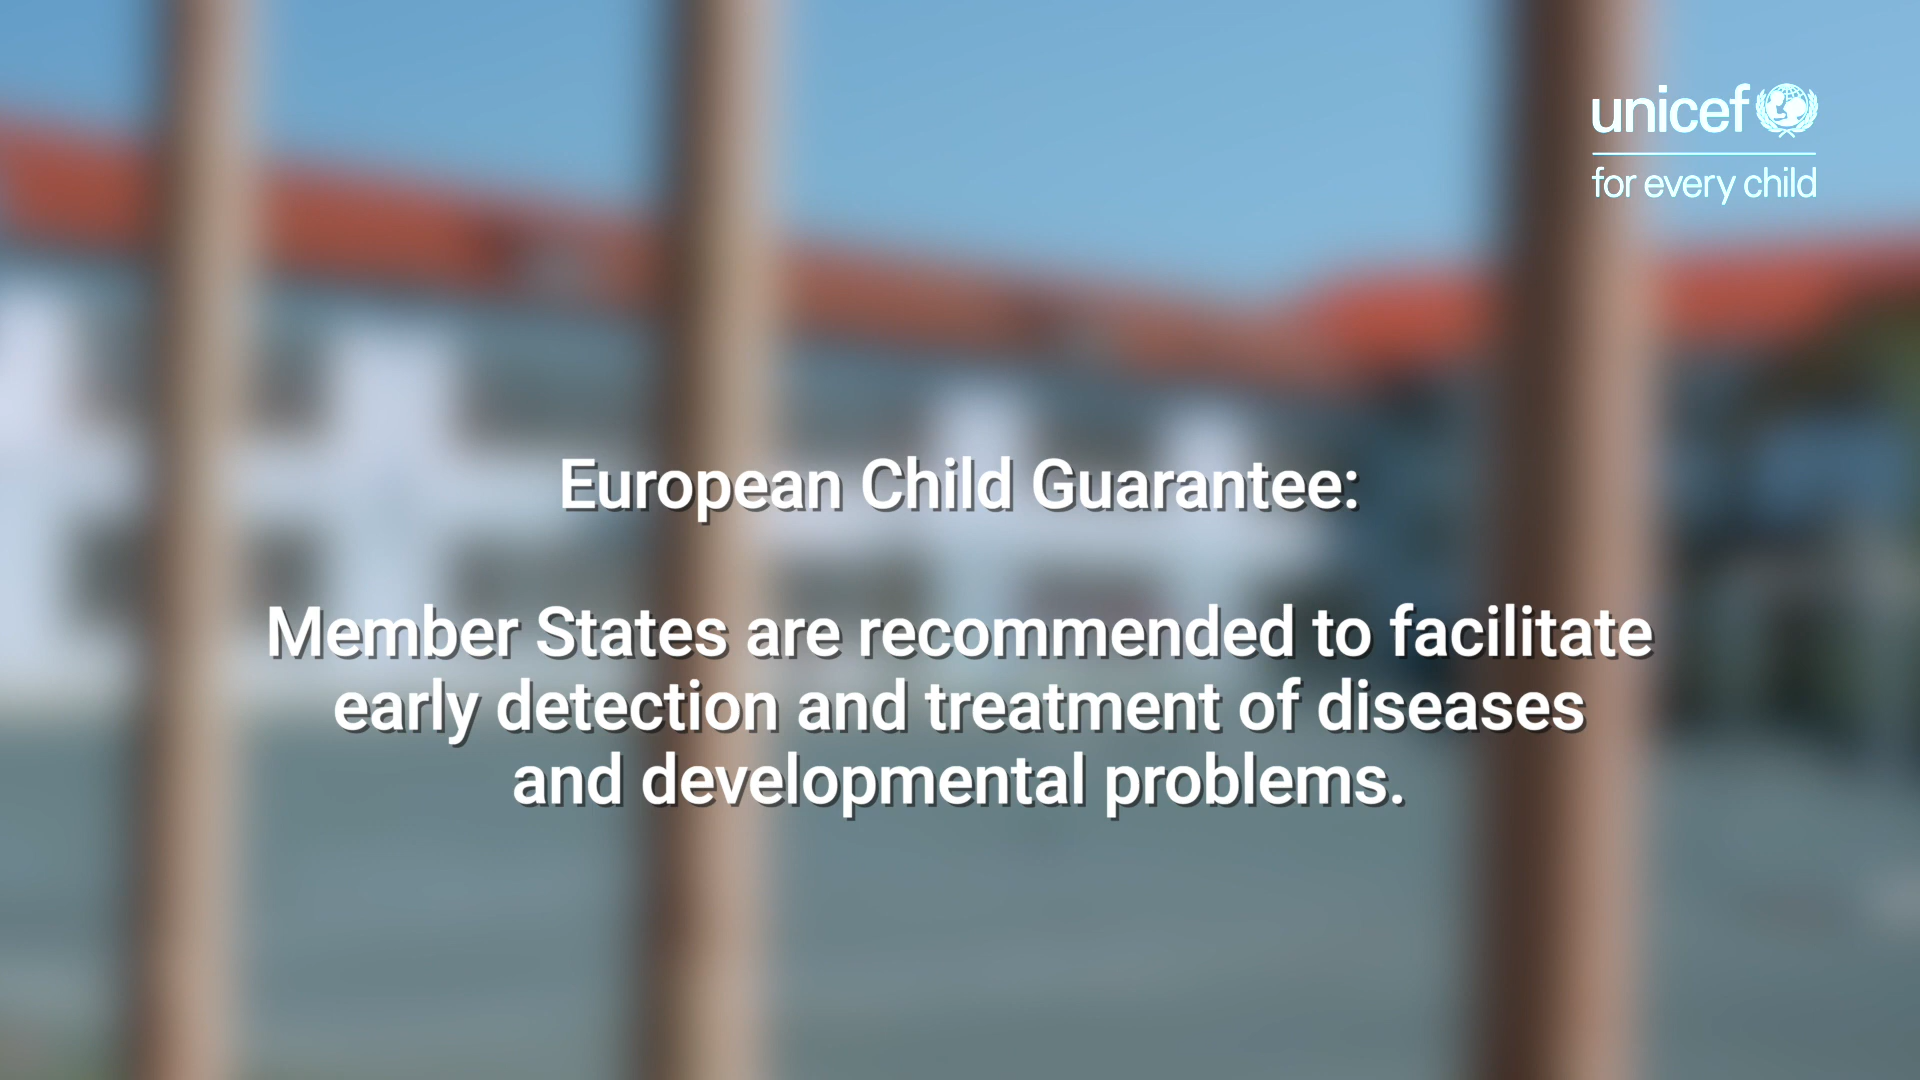 unicef
for every child
European Child Guarantee:
Member States are recommended to facilitate
early detection and treatment of diseases
and developmental problems.